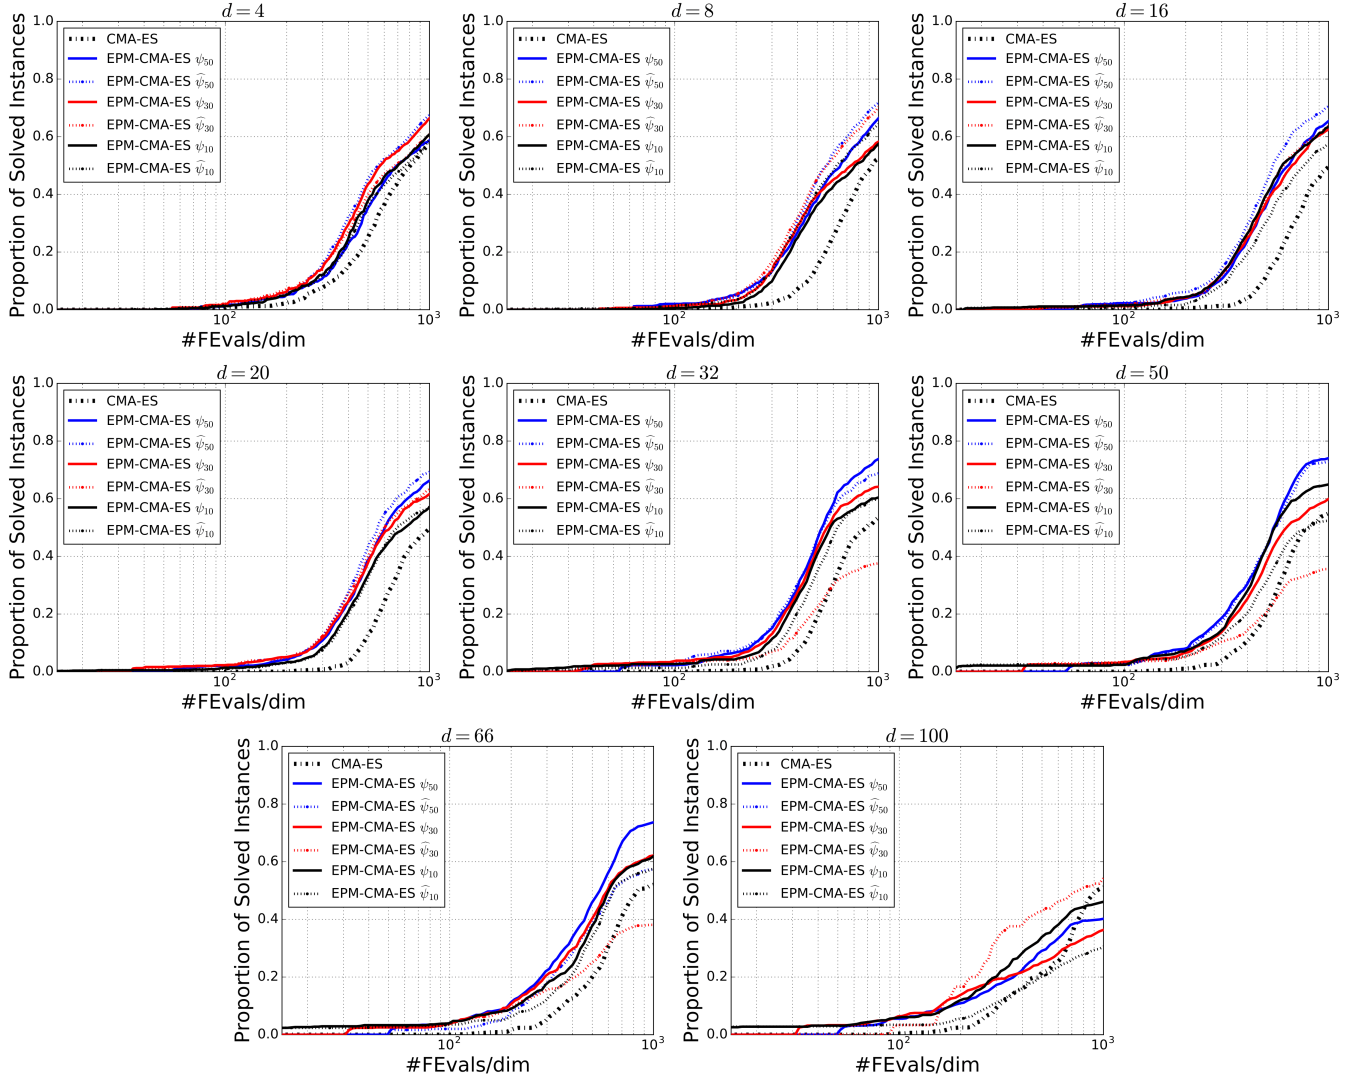 d = 4
Proportion of Solved Instances
1.0
0.8
0.6
0.4
0.2
0.0
CMA-ES
EPM-CMA-ES ψ₅₀
EPM-CMA-ES ψ̂₅₀
EPM-CMA-ES ψ₃₀
EPM-CMA-ES ψ̂₃₀
EPM-CMA-ES ψ₁₀
EPM-CMA-ES ψ̂₁₀
10² 10³
#FEvals/dim
d = 8
Proportion of Solved Instances
1.0
0.8
0.6
0.4
0.2
0.0
CMA-ES
EPM-CMA-ES ψ₅₀
EPM-CMA-ES ψ̂₅₀
EPM-CMA-ES ψ₃₀
EPM-CMA-ES ψ̂₃₀
EPM-CMA-ES ψ₁₀
EPM-CMA-ES ψ̂₁₀
10² 10³
#FEvals/dim
d = 16
Proportion of Solved Instances
1.0
0.8
0.6
0.4
0.2
0.0
CMA-ES
EPM-CMA-ES ψ₅₀
EPM-CMA-ES ψ̂₅₀
EPM-CMA-ES ψ₃₀
EPM-CMA-ES ψ̂₃₀
EPM-CMA-ES ψ₁₀
EPM-CMA-ES ψ̂₁₀
10² 10³
#FEvals/dim
d = 20
Proportion of Solved Instances
1.0
0.8
0.6
0.4
0.2
0.0
CMA-ES
EPM-CMA-ES ψ₅₀
EPM-CMA-ES ψ̂₅₀
EPM-CMA-ES ψ₃₀
EPM-CMA-ES ψ̂₃₀
EPM-CMA-ES ψ₁₀
EPM-CMA-ES ψ̂₁₀
10² 10³
#FEvals/dim
d = 32
Proportion of Solved Instances
1.0
0.8
0.6
0.4
0.2
0.0
CMA-ES
EPM-CMA-ES ψ₅₀
EPM-CMA-ES ψ̂₅₀
EPM-CMA-ES ψ₃₀
EPM-CMA-ES ψ̂₃₀
EPM-CMA-ES ψ₁₀
EPM-CMA-ES ψ̂₁₀
10² 10³
#FEvals/dim
d = 50
Proportion of Solved Instances
1.0
0.8
0.6
0.4
0.2
0.0
CMA-ES
EPM-CMA-ES ψ₅₀
EPM-CMA-ES ψ̂₅₀
EPM-CMA-ES ψ₃₀
EPM-CMA-ES ψ̂₃₀
EPM-CMA-ES ψ₁₀
EPM-CMA-ES ψ̂₁₀
10² 10³
#FEvals/dim
d = 66
Proportion of Solved Instances
1.0
0.8
0.6
0.4
0.2
0.0
CMA-ES
EPM-CMA-ES ψ₅₀
EPM-CMA-ES ψ̂₅₀
EPM-CMA-ES ψ₃₀
EPM-CMA-ES ψ̂₃₀
EPM-CMA-ES ψ₁₀
EPM-CMA-ES ψ̂₁₀
10² 10³
#FEvals/dim
d = 100
Proportion of Solved Instances
1.0
0.8
0.6
0.4
0.2
0.0
CMA-ES
EPM-CMA-ES ψ₅₀
EPM-CMA-ES ψ̂₅₀
EPM-CMA-ES ψ₃₀
EPM-CMA-ES ψ̂₃₀
EPM-CMA-ES ψ₁₀
EPM-CMA-ES ψ̂₁₀
10² 10³
#FEvals/dim